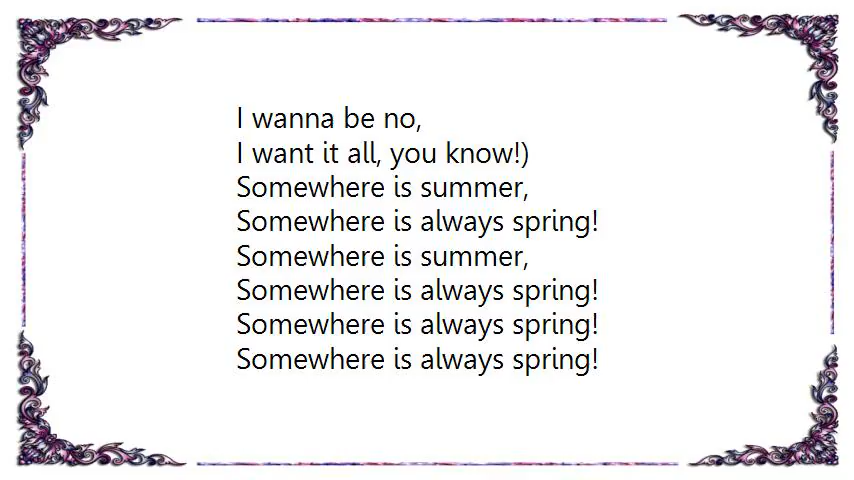 I wanna be no,
I want it all, you know!)
Somewhere is summer,
Somewhere is always spring!
Somewhere is summer,
Somewhere is always spring!
Somewhere is always spring!
Somewhere is always spring!